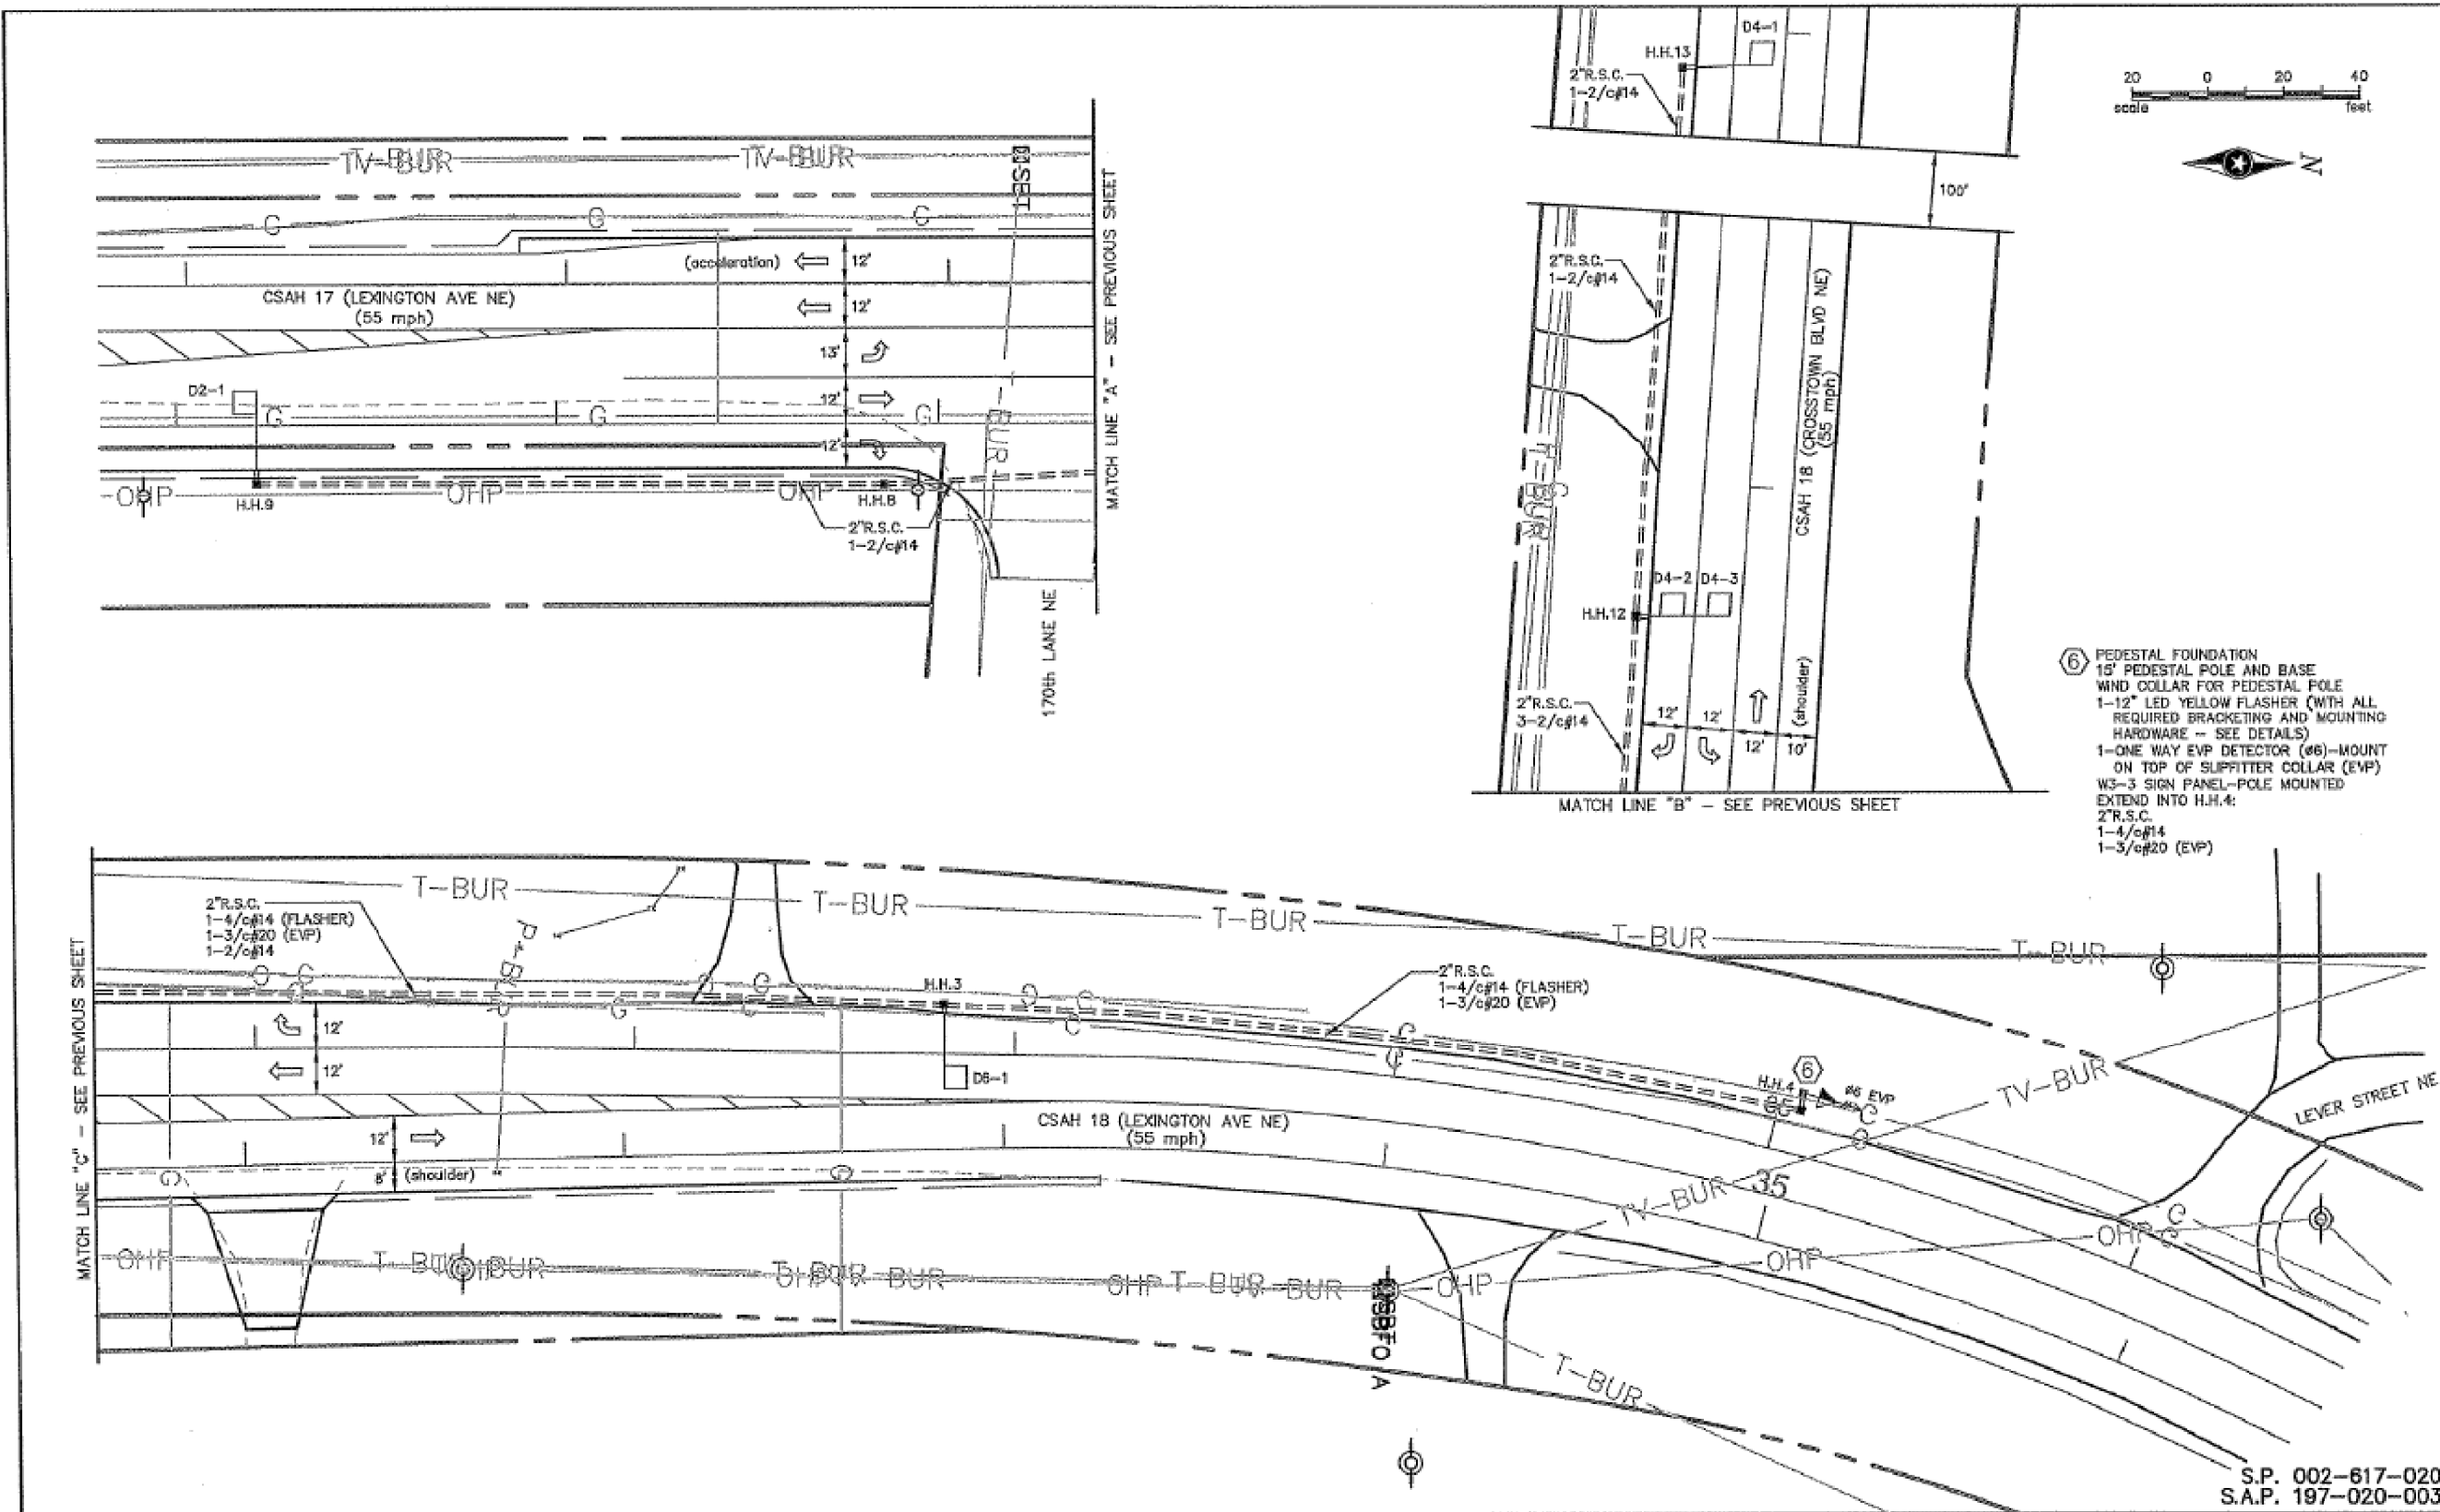 TV-BUR
TV-BUR
G
G
G
(acceleration)
12'
CSAH 17 (LEXINGTON AVE NE)
(55 mph)
12'
13'
D2-1
12'
G
G
G
12'
BUR
OHP
OHP
OHP
H.H.9
H.H.8
2"R.S.C.
1-2/c#14
MATCH LINE "A" - SEE PREVIOUS SHEET
170th LANE NE
D4-1
H.H.13
2"R.S.C.
1-2/c#14
100'
2"R.S.C.
1-2/c#14
CSAH 18 (CROSSTOWN BLVD NE)
(55 mph)
T-BUR
D4-2
D4-3
H.H.12
2"R.S.C.
3-2/c#14
12'
12'
12'
10'
(shoulder)
MATCH LINE "B" - SEE PREVIOUS SHEET
20 0 20 40
scale feet
N
6 PEDESTAL FOUNDATION
15' PEDESTAL POLE AND BASE
WIND COLLAR FOR PEDESTAL POLE
1-12" LED YELLOW FLASHER (WITH ALL
REQUIRED BRACKETING AND MOUNTING
HARDWARE - SEE DETAILS)
1-ONE WAY EVP DETECTOR (ø6)-MOUNT
ON TOP OF SLIPFITTER COLLAR (EVP)
W3-3 SIGN PANEL-POLE MOUNTED
EXTEND INTO H.H.4:
2"R.S.C.
1-4/c#14
1-3/c#20 (EVP)
MATCH LINE "C" - SEE PREVIOUS SHEET
T-BUR
T-BUR
T-BUR
T-BUR
T-BUR
2"R.S.C.
1-4/c#14 (FLASHER)
1-3/c#20 (EVP)
1-2/c#14
H.H.3
2"R.S.C.
1-4/c#14 (FLASHER)
1-3/c#20 (EVP)
12'
12'
D6-1
H.H.4
6
ø6 EVP
TV-BUR
LEVER STREET NE
CSAH 18 (LEXINGTON AVE NE)
(55 mph)
12'
8'
(shoulder)
G
G
TV-BUR
35
OHP
OHP
OHP
T-BUR
OHP
T-BUR
BUR
OHP
T-BUR
T-BUR
A
S.P. 002-617-020
S.A.P. 197-020-003